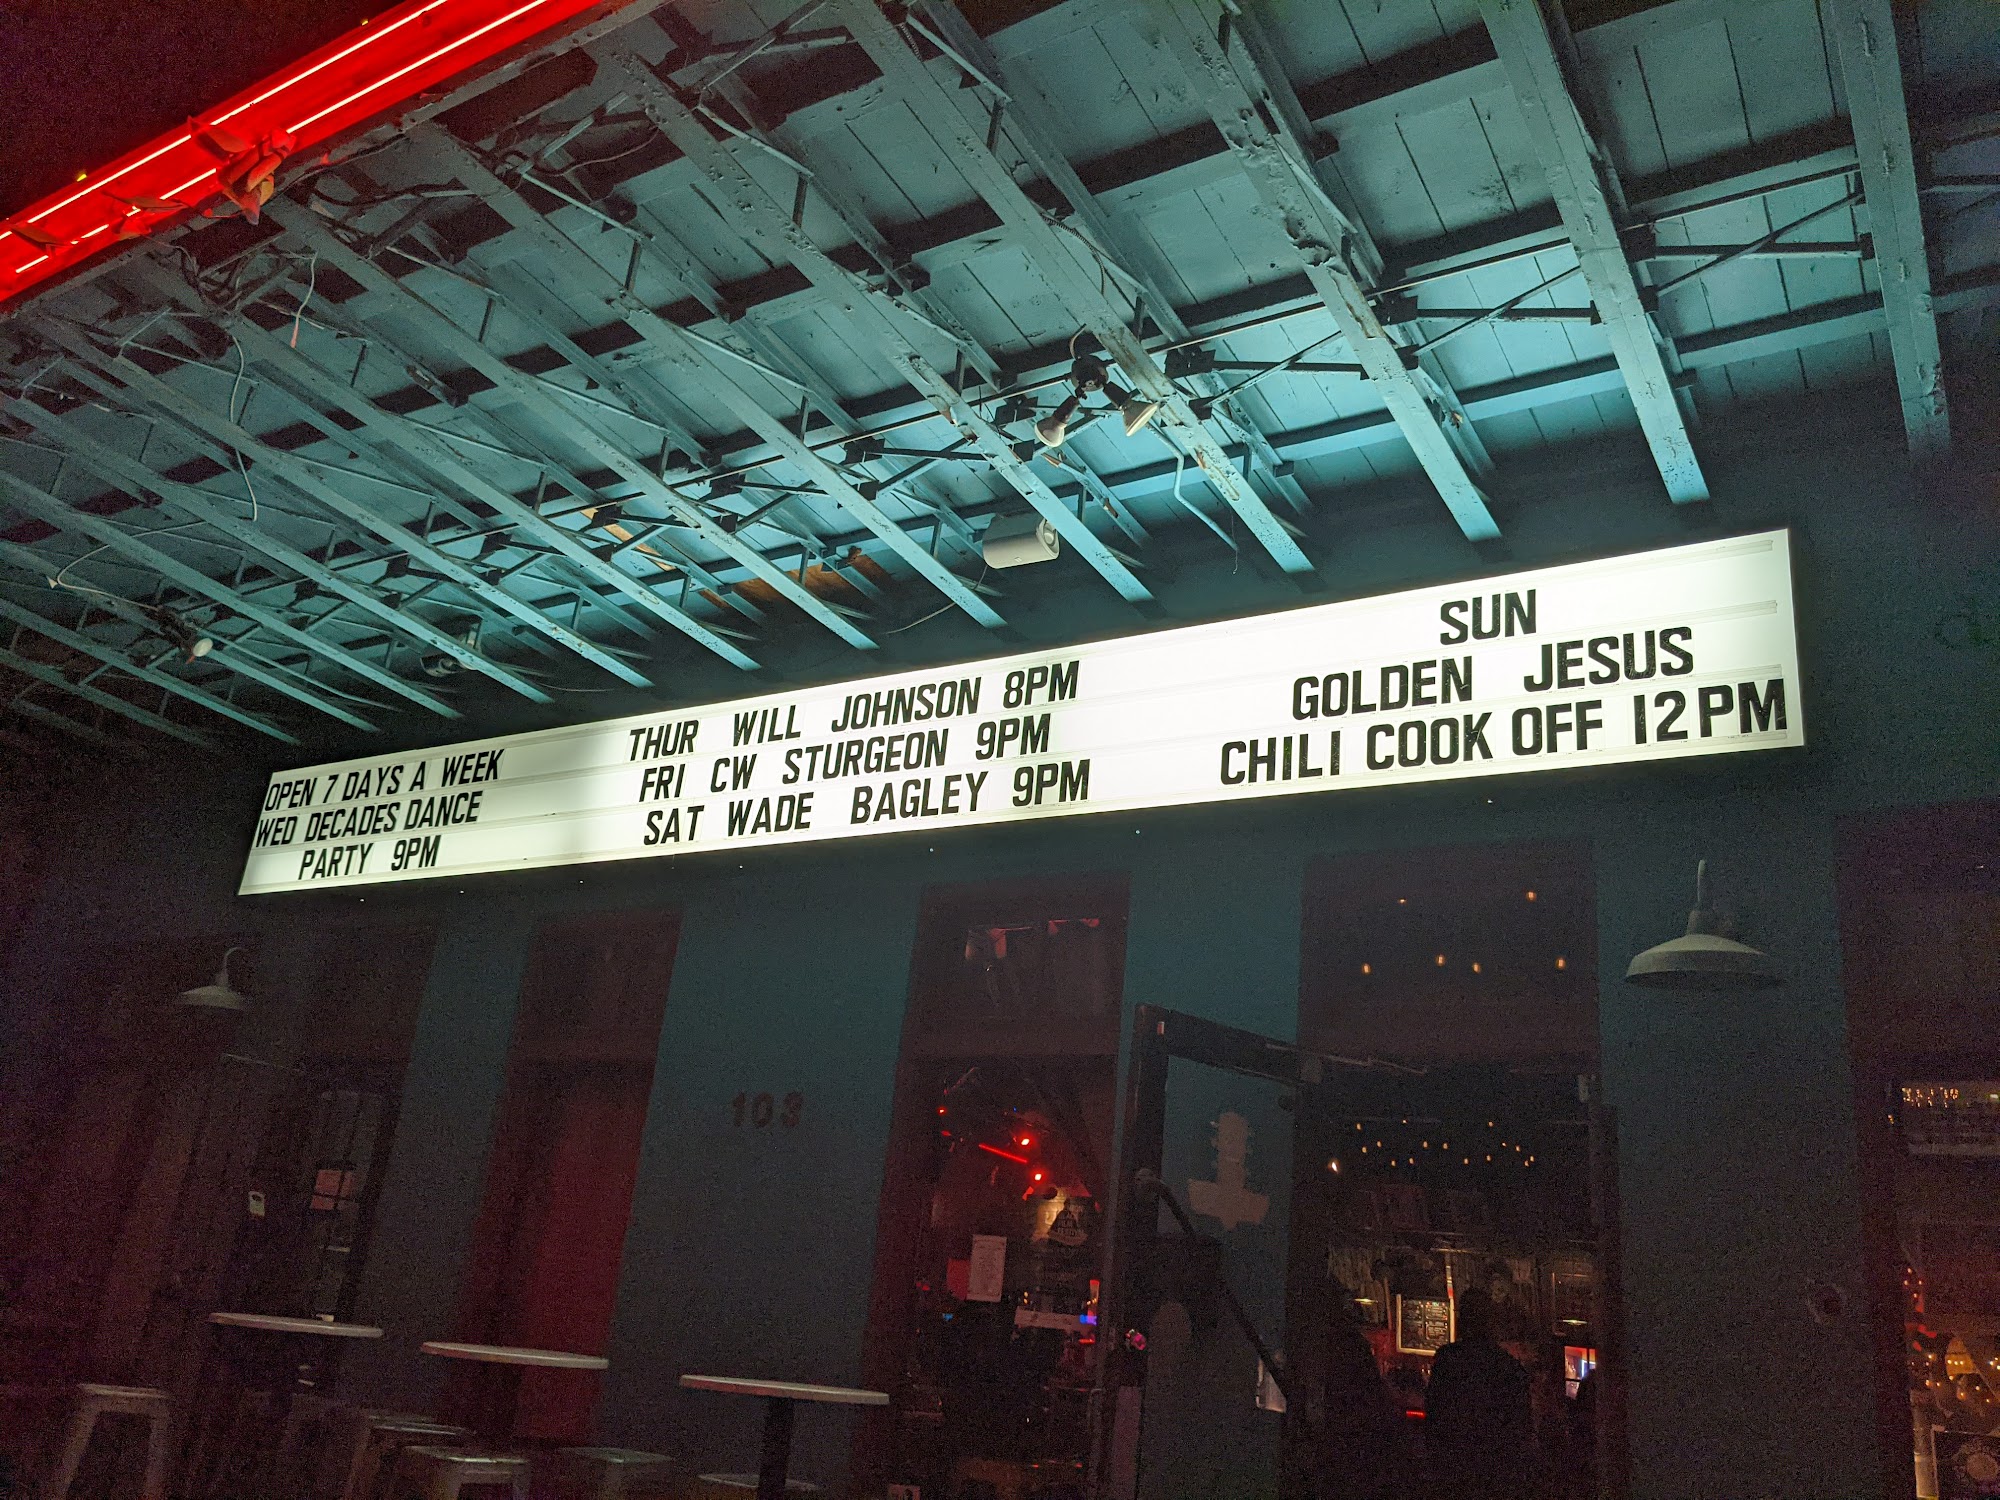 OPEN 7 DAYS A WEEK
WED DECADES DANCE
PARTY 9PM
THUR WILL JOHNSON 8PM
FRI CW STURGEON 9PM
SAT WADE BAGLEY 9PM
SUN
GOLDEN JESUS
CHILI COOK OFF 12PM
103